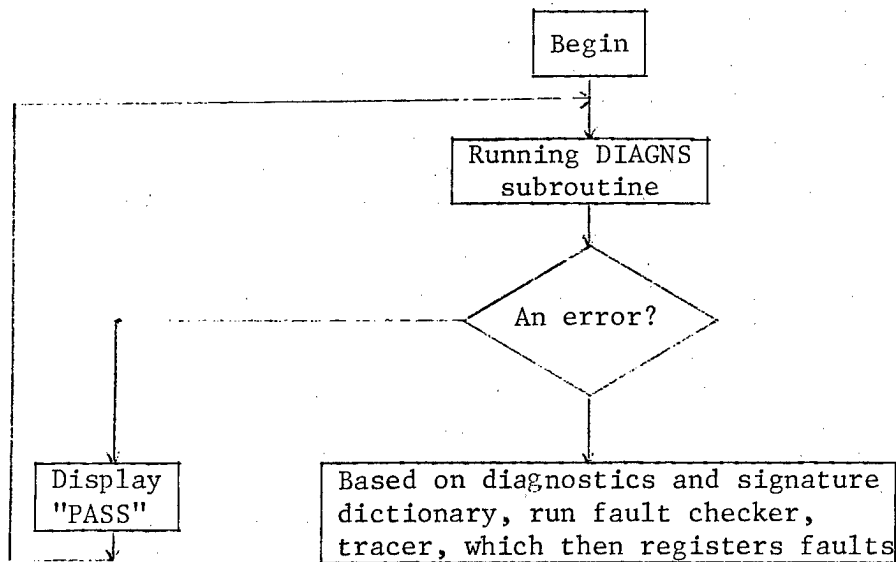 Begin
Running DIAGNS
subroutine
An error?
Display
"PASS"
Based on diagnostics and signature
dictionary, run fault checker,
tracer, which then registers faults